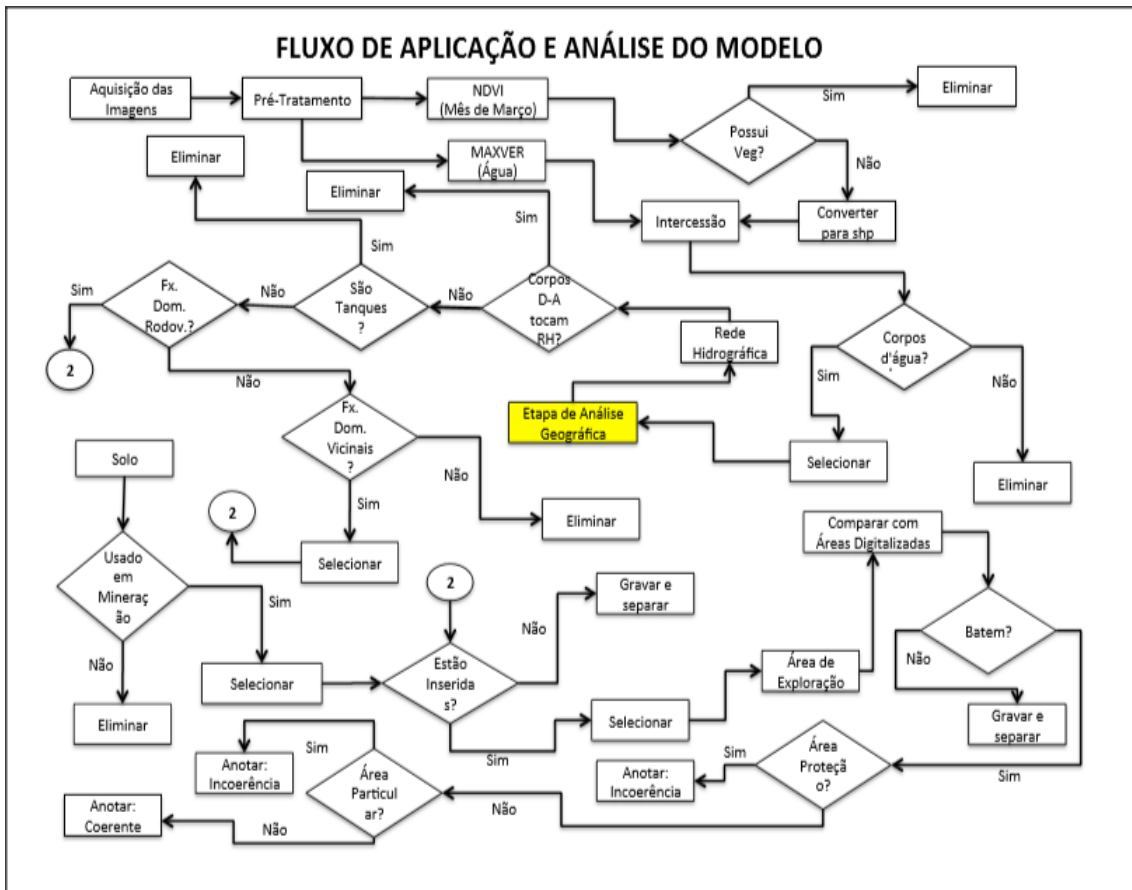 FLUXO DE APLICAÇÃO E ANÁLISE DO MODELO
Aquisição das
Imagens
Pré-Tratamento
NDVI
(Mês de Março)
Sim
Eliminar
Possui
Veg?
Não
Eliminar
MAXVER
(Água)
Eliminar
Sim
Intercessão
Converter
para shp
Sim
Fx.
Dom.
Rodov.?
Sim
Não
São
Tanques
?
Não
Corpos
D-A
tocam
RH?
Rede
Hidrográfica
Corpos
d'água?
Sim
Não
2
Não
Fx.
Dom.
Vicinais
?
Etapa de Análise
Geográfica
Selecionar
Eliminar
Solo
Não
Sim
Eliminar
2
Selecionar
Comparar com
Áreas Digitalizadas
Usado
em
Mineraç
ão
Sim
2
Gravar e
separar
Não
Batem?
Não
Não
Selecionar
Estão
Inserida
s?
Área de
Exploração
Eliminar
Selecionar
Gravar e
separar
Sim
Sim
Anotar:
Incoerência
Área
Particul
ar?
Anotar:
Incoerência
Sim
Área
Proteçã
o?
Sim
Anotar:
Coerente
Não
Não